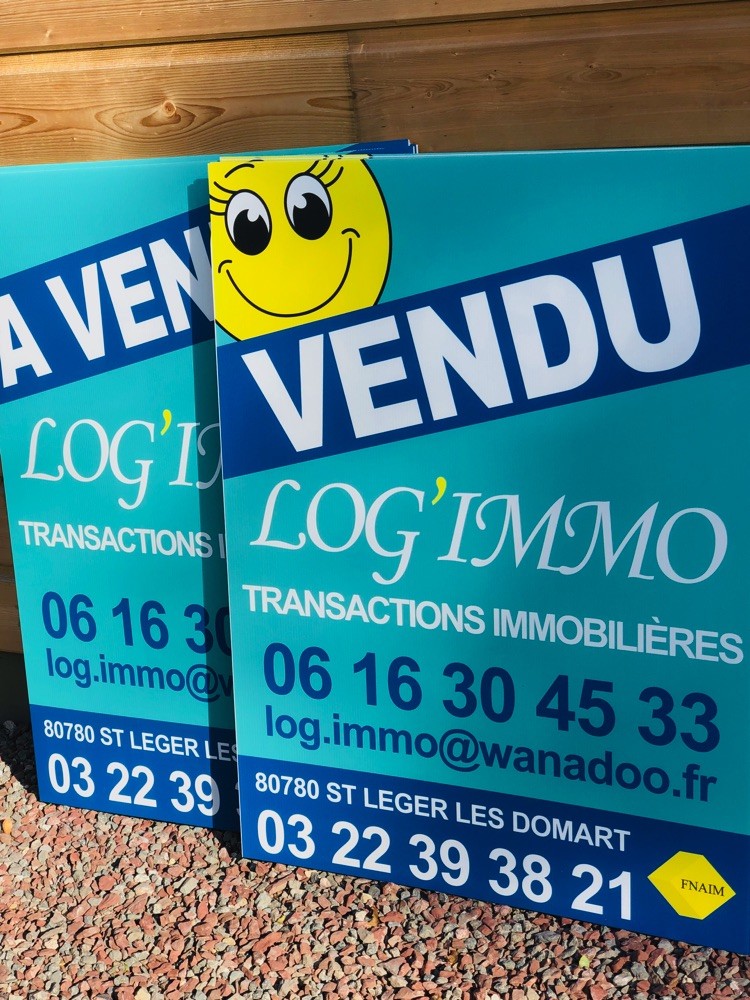 A VEN
LOG'I
TRANSACTIONS I
06 16 30
log.immo@w
80780 ST LEGER LES
03 22 39
VENDU
LOG'IMMO
TRANSACTIONS IMMOBILIÈRES
06 16 30 45 33
log.immo@wanadoo.fr
80780 ST LEGER LES DOMART
03 22 39 38 21
FNAIM